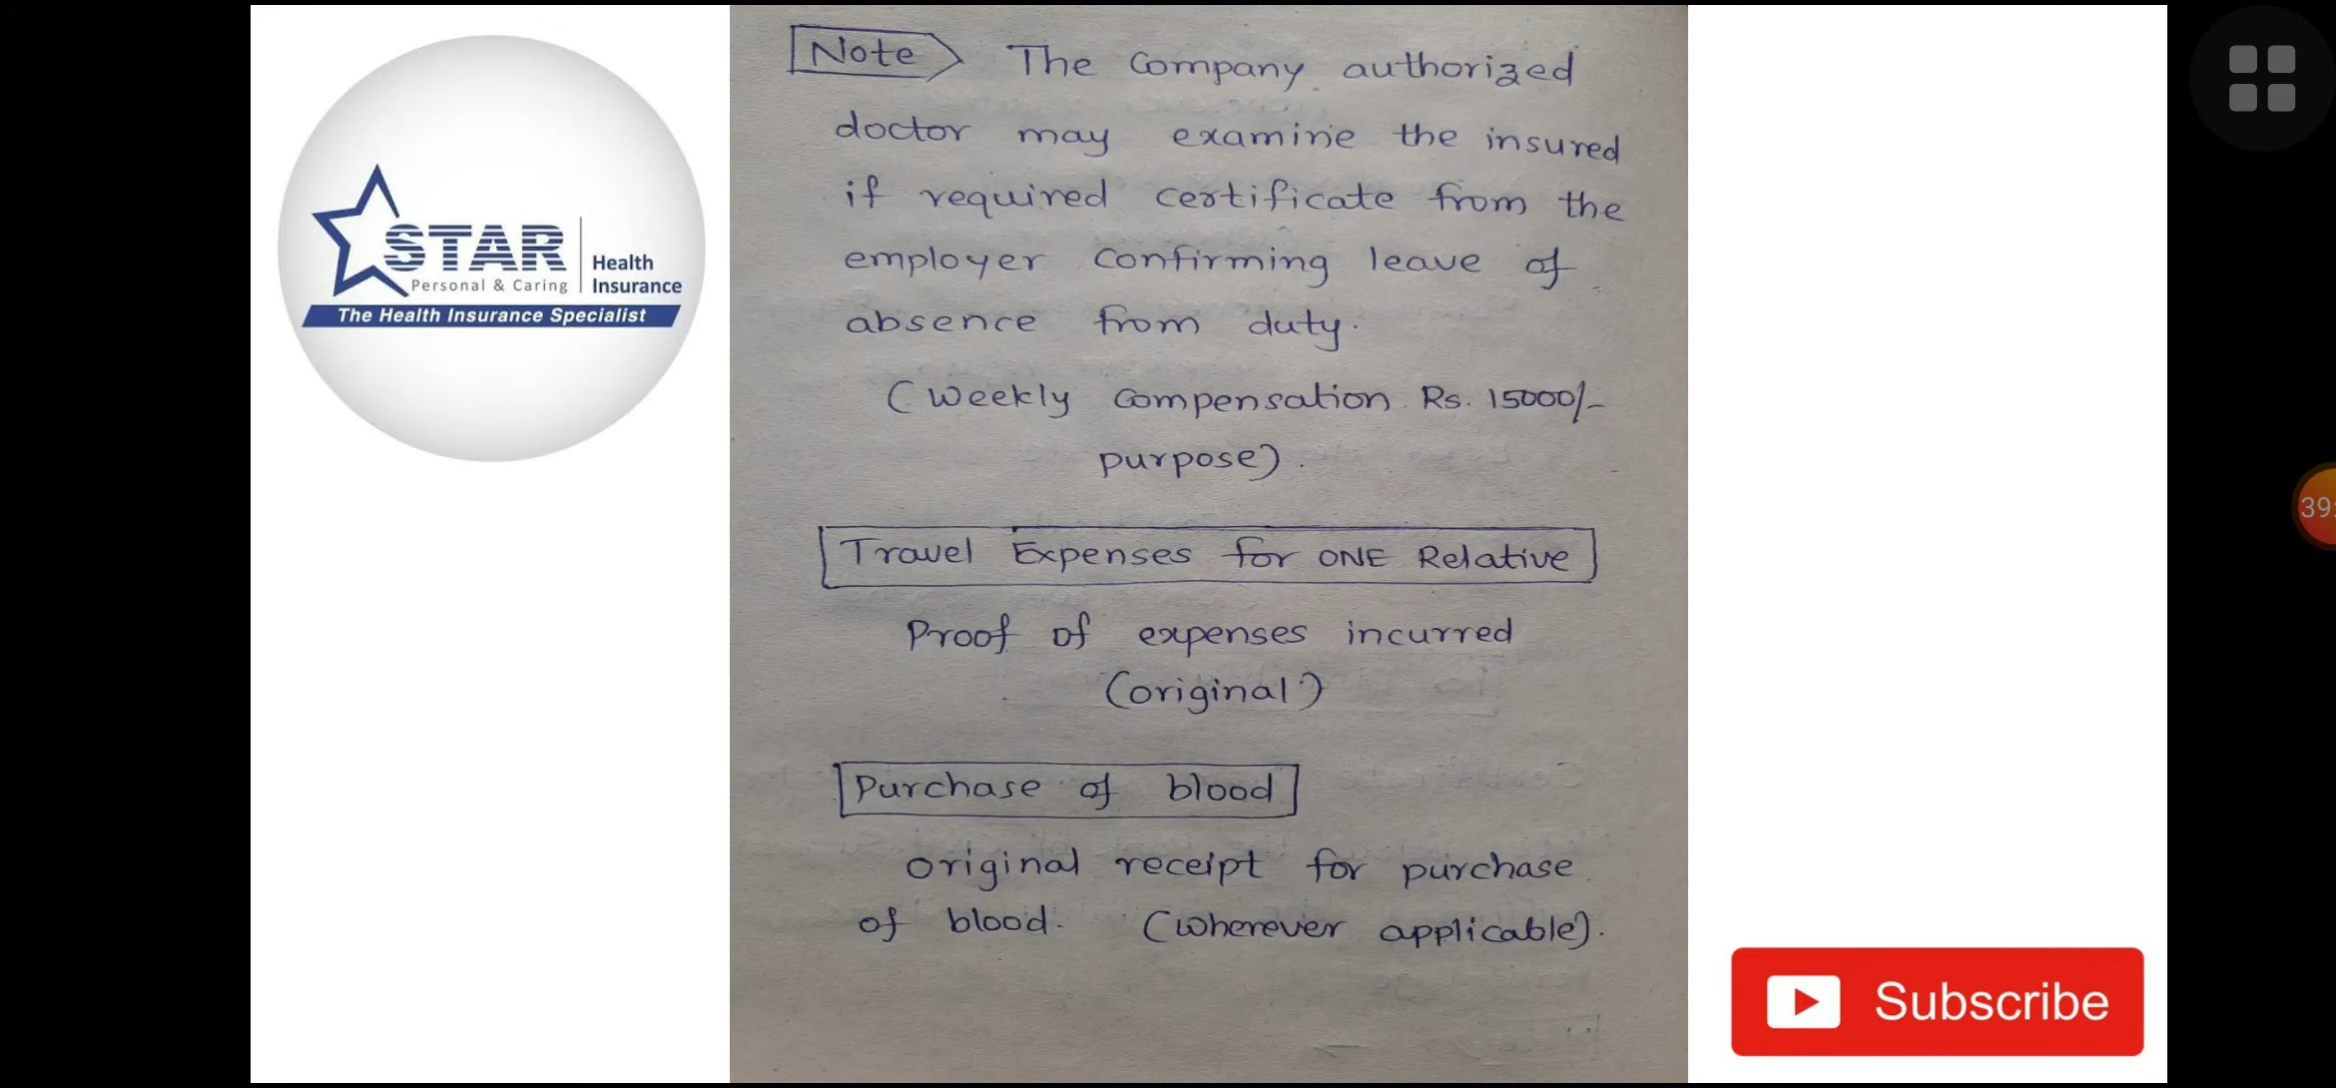 STAR
Health
Personal & Caring
Insurance
The Health Insurance Specialist
Note The Company authorized
doctor may examine the insured
if required certificate from the
employer confirming leave of
absence from duty.
(Weekly compensation Rs. 15000/-
purpose).
Travel Expenses for ONE Relative
Proof of expenses incurred
(original)
Purchase of blood
original receipt for purchase
of blood. (Wherever applicable).
39
Subscribe